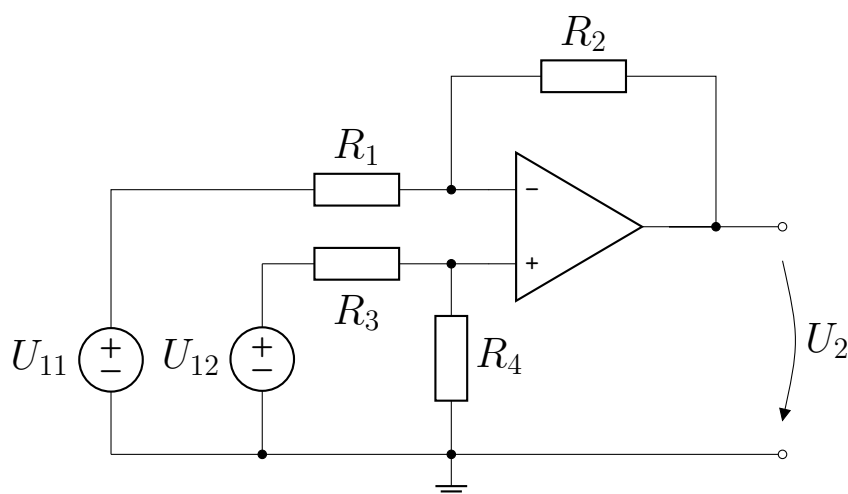 R₂
R₁
−
+
R₃
U₁₁
+
−
U₁₂
+
−
R₄
U₂